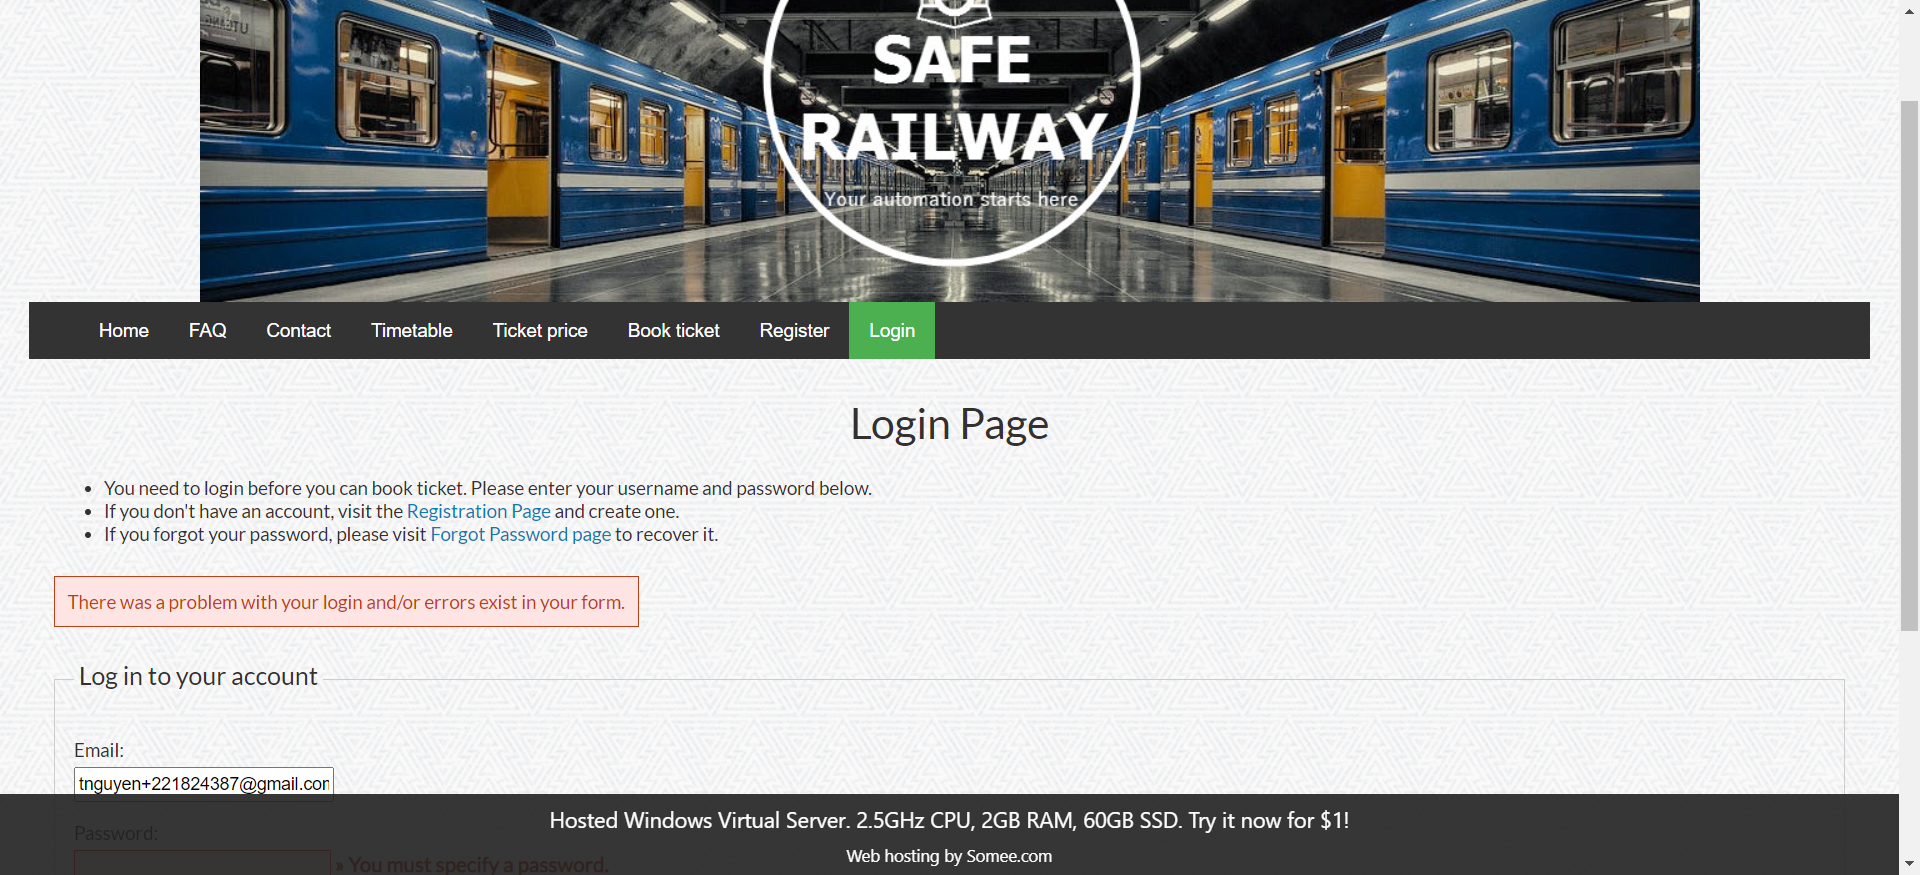 SAFE
RAILWAY
Your automation starts here
Home FAQ Contact Timetable Ticket price Book ticket Register Login
Login Page
You need to login before you can book ticket. Please enter your username and password below.
If you don't have an account, visit the Registration Page and create one.
If you forgot your password, please visit Forgot Password page to recover it.
There was a problem with your login and/or errors exist in your form.
Log in to your account
Email:
tnguyen+221824387@gmail.com
Password:
» You must specify a password.
Hosted Windows Virtual Server. 2.5GHz CPU, 2GB RAM, 60GB SSD. Try it now for $1!
Web hosting by Somee.com